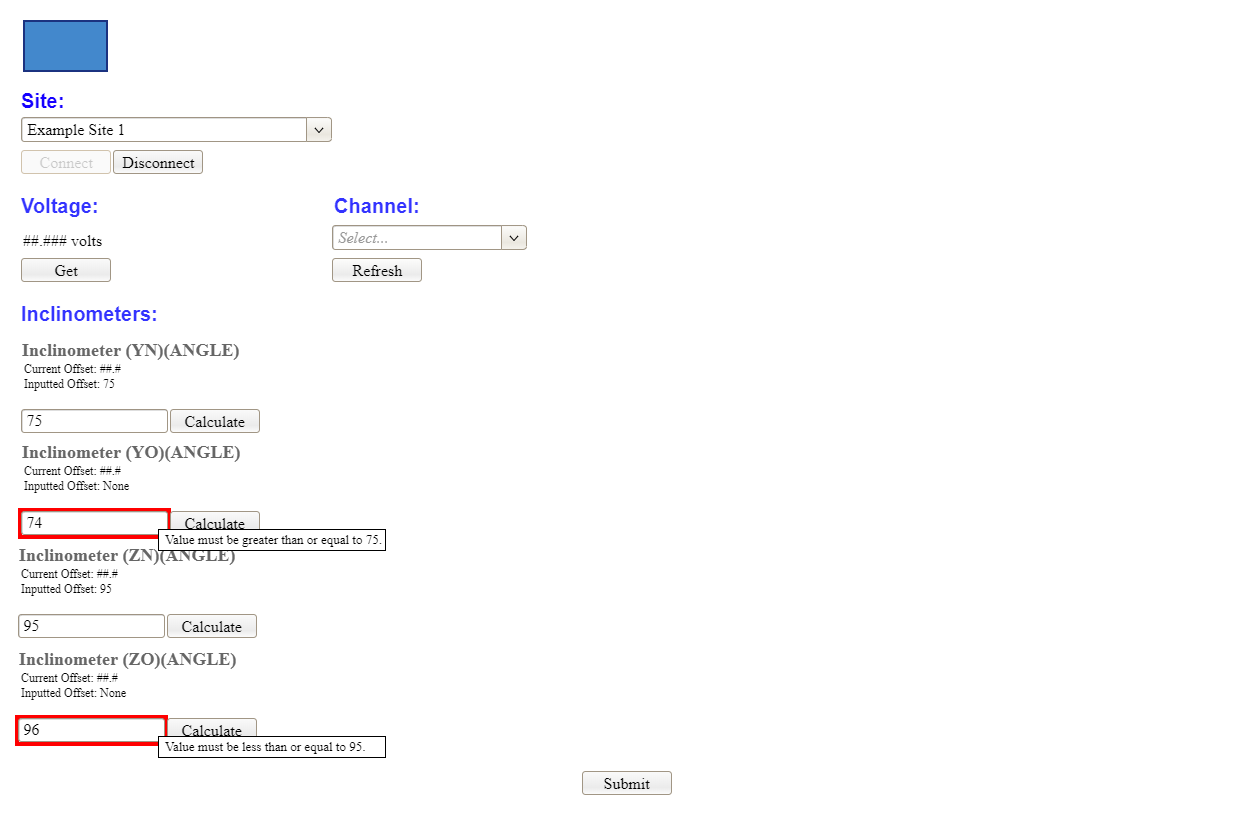 Site:
Example Site 1
Connect Disconnect
Voltage: Channel:
##.### volts Select...
Get Refresh
Inclinometers:
Inclinometer (YN)(ANGLE)
Current Offset: ##.#
Inputted Offset: 75
75 Calculate
Inclinometer (YO)(ANGLE)
Current Offset: ##.#
Inputted Offset: None
74 Calculate
Value must be greater than or equal to 75.
Inclinometer (ZN)(ANGLE)
Current Offset: ##.#
Inputted Offset: 95
95 Calculate
Inclinometer (ZO)(ANGLE)
Current Offset: ##.#
Inputted Offset: None
96 Calculate
Value must be less than or equal to 95.
Submit